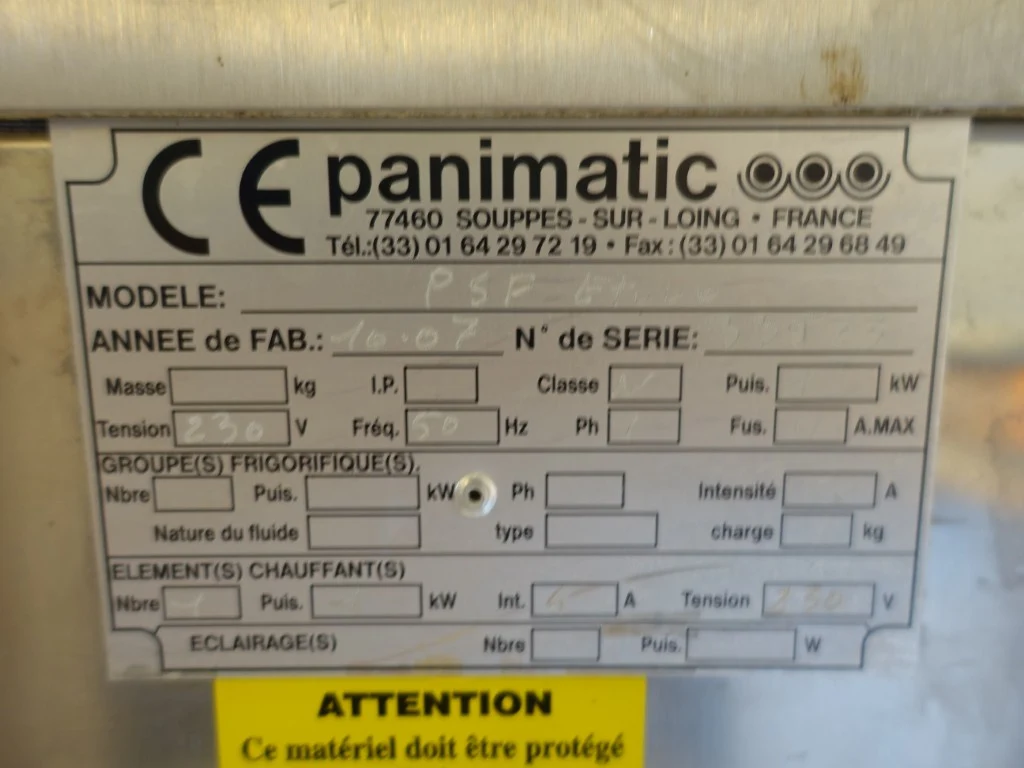 CE panimatic
77460 SOUPPES - SUR - LOING • FRANCE
Tél.:(33) 01 64 29 72 19 • Fax : (33) 01 64 29 68 49
MODELE: PSF
ANNEE de FAB.: 10.07 N° de SERIE:
Masse kg I.P. Classe Puis. kW
Tension 230 V Fréq. 50 Hz Ph 1 Fus. A.MAX
GROUPE(S) FRIGORIFIQUE(S).
Nbre Puis. kW Ph Intensité A
Nature du fluide type charge kg
ELEMENT(S) CHAUFFANT(S)
Nbre 1 Puis. 1 kW Int. A Tension 230 V
ECLAIRAGE(S) Nbre Puis. W
ATTENTION
Ce matériel doit être protégé